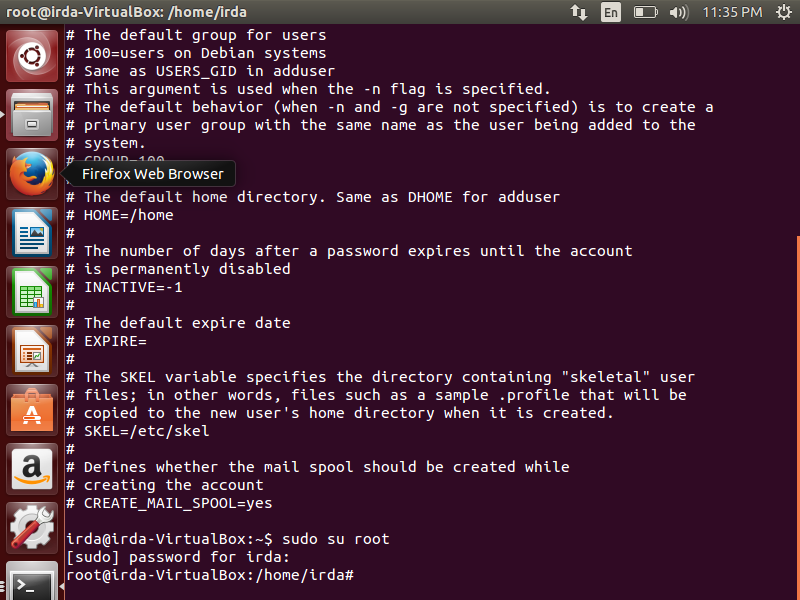 root@irda-VirtualBox: /home/irda
En
11:35 PM
# The default group for users
# 100=users on Debian systems
# Same as USERS_GID in adduser
# This argument is used when the -n flag is specified.
# The default behavior (when -n and -g are not specified) is to create a
# primary user group with the same name as the user being added to the
# system.
# GROUP=100
Firefox Web Browser
# The default home directory. Same as DHOME for adduser
# HOME=/home
#
# The number of days after a password expires until the account
# is permanently disabled
# INACTIVE=-1
#
# The default expire date
# EXPIRE=
#
# The SKEL variable specifies the directory containing "skeletal" user
# files; in other words, files such as a sample .profile that will be
# copied to the new user's home directory when it is created.
# SKEL=/etc/skel
#
# Defines whether the mail spool should be created while
# creating the account
# CREATE_MAIL_SPOOL=yes
irda@irda-VirtualBox:~$ sudo su root
[sudo] password for irda:
root@irda-VirtualBox:/home/irda#